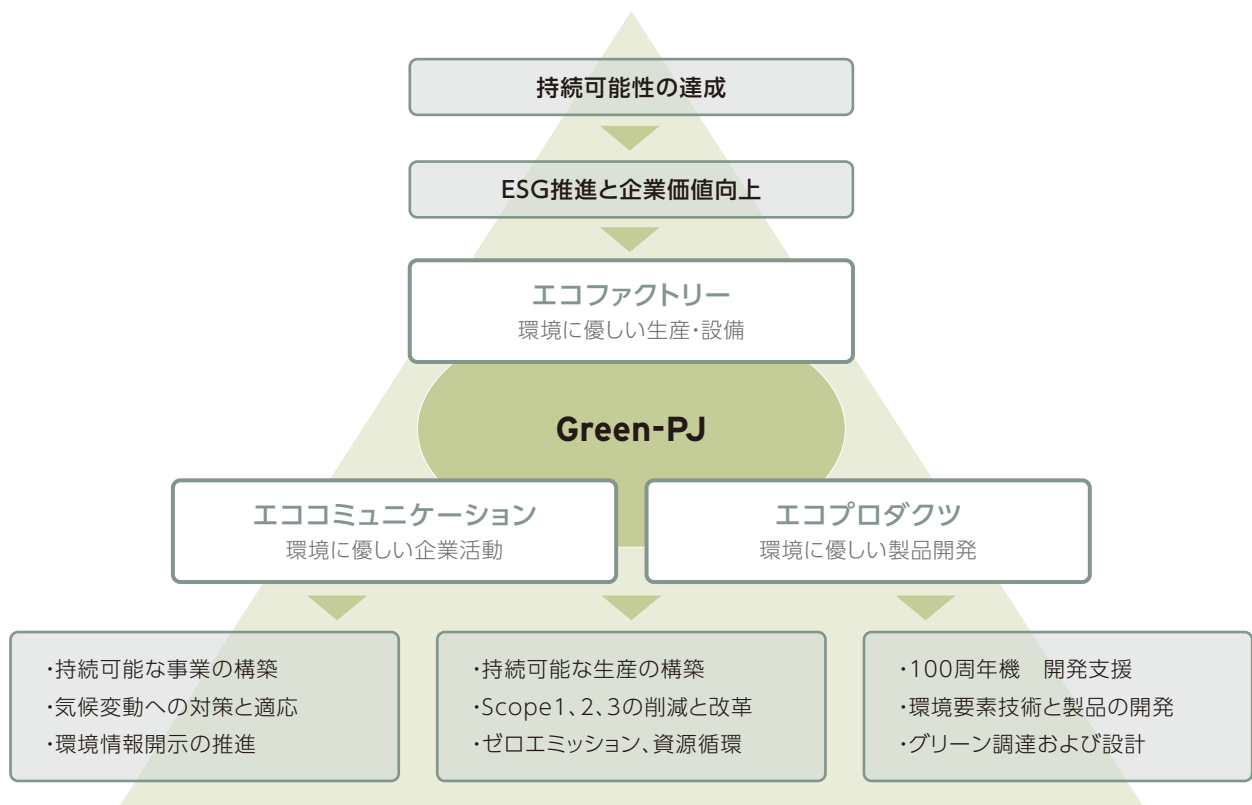 持続可能性の達成
ESG推進と企業価値向上
エコファクトリー
環境に優しい生産・設備
Green-PJ
エココミュニケーション
環境に優しい企業活動
エコプロダクツ
環境に優しい製品開発
・持続可能な事業の構築
・気候変動への対策と適応
・環境情報開示の推進
・持続可能な生産の構築
・Scope1、2、3の削減と改革
・ゼロエミッション、資源循環
・100周年機　開発支援
・環境要素技術と製品の開発
・グリーン調達および設計